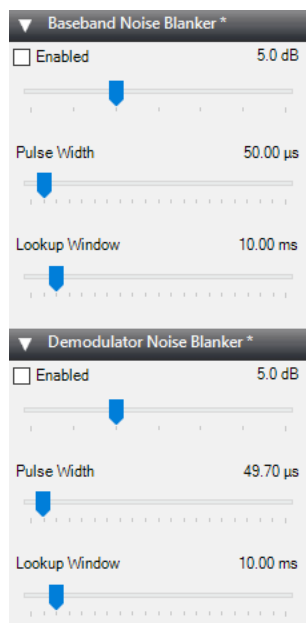 Baseband Noise Blanker *
Enabled 5.0 dB
Pulse Width 50.00 µs
Lookup Window 10.00 ms
Demodulator Noise Blanker *
Enabled 5.0 dB
Pulse Width 49.70 µs
Lookup Window 10.00 ms